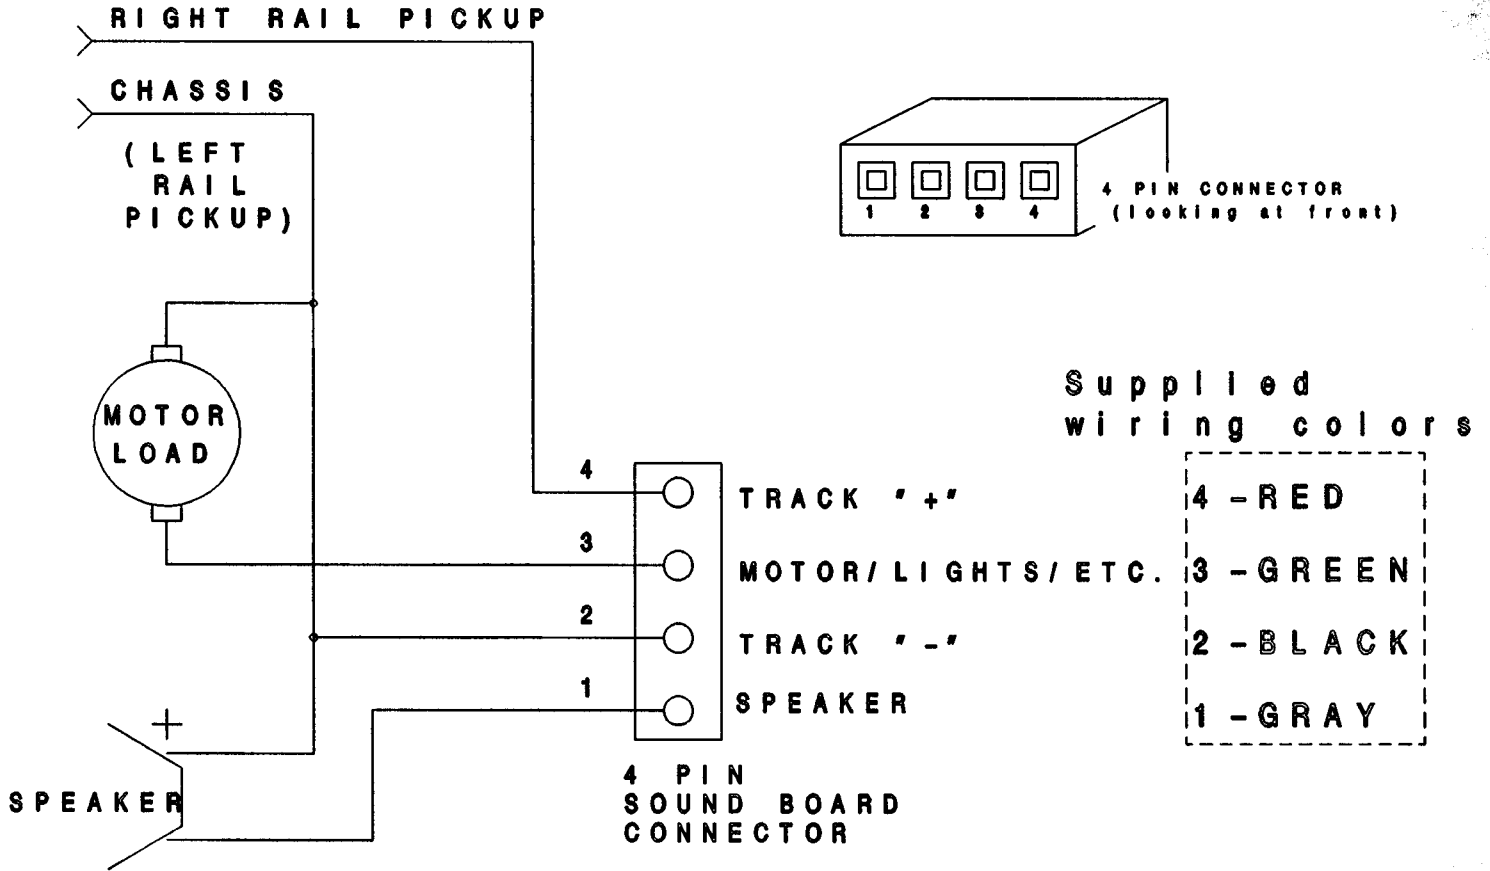 RIGHT RAIL PICKUP
CHASSIS
(LEFT
RAIL
PICKUP)
1 2 3 4
4 PIN CONNECTOR
(looking at front)
MOTOR
LOAD
Supplied
wiring colors
4 TRACK "+" 4-RED
3 MOTOR/LIGHTS/ETC. 3-GREEN
2 TRACK "-" 2-BLACK
1 SPEAKER 1-GRAY
+
SPEAKER
4 PIN
SOUND BOARD
CONNECTOR